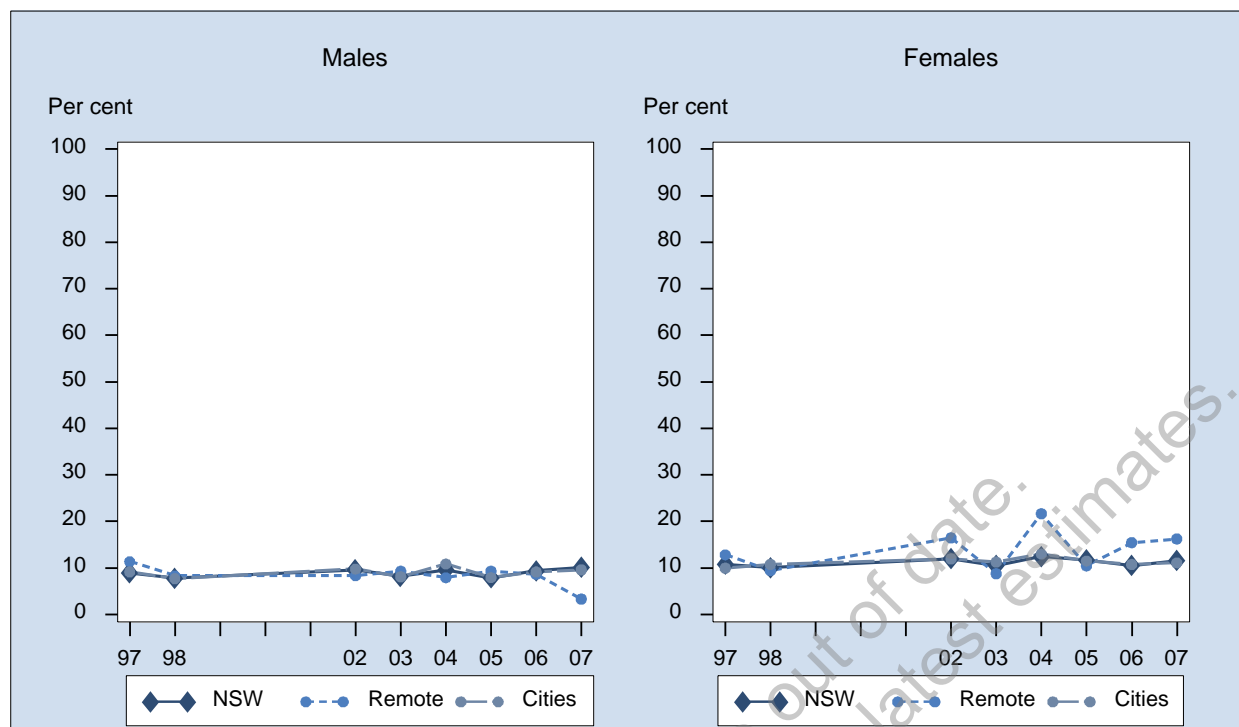 Males
Per cent
100
90
80
70
60
50
40
30
20
10
0
97 98 02 03 04 05 06 07
NSW Remote Cities
Females
Per cent
100
90
80
70
60
50
40
30
20
10
0
97 98 02 03 04 05 06 07
NSW Remote Cities
out of date.
latest estimates.